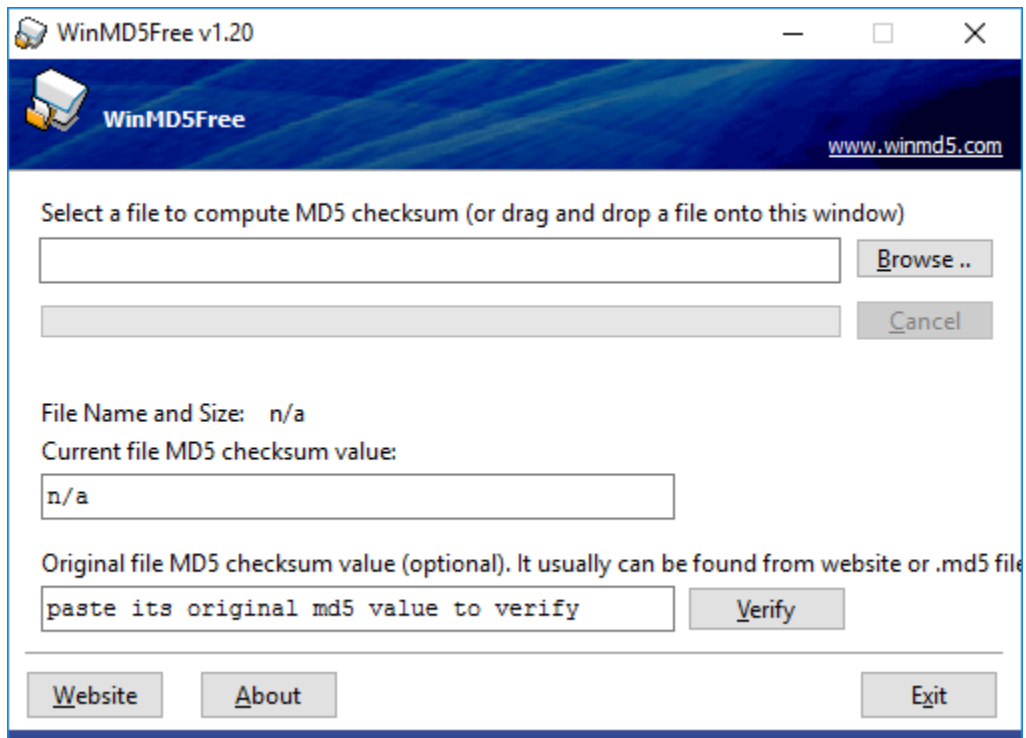 WinMD5Free v1.20
WinMD5Free
www.winmd5.com
Select a file to compute MD5 checksum (or drag and drop a file onto this window)
Browse ..
Cancel
File Name and Size: n/a
Current file MD5 checksum value:
n/a
Original file MD5 checksum value (optional). It usually can be found from website or .md5 file
paste its original md5 value to verify
Verify
Website About Exit